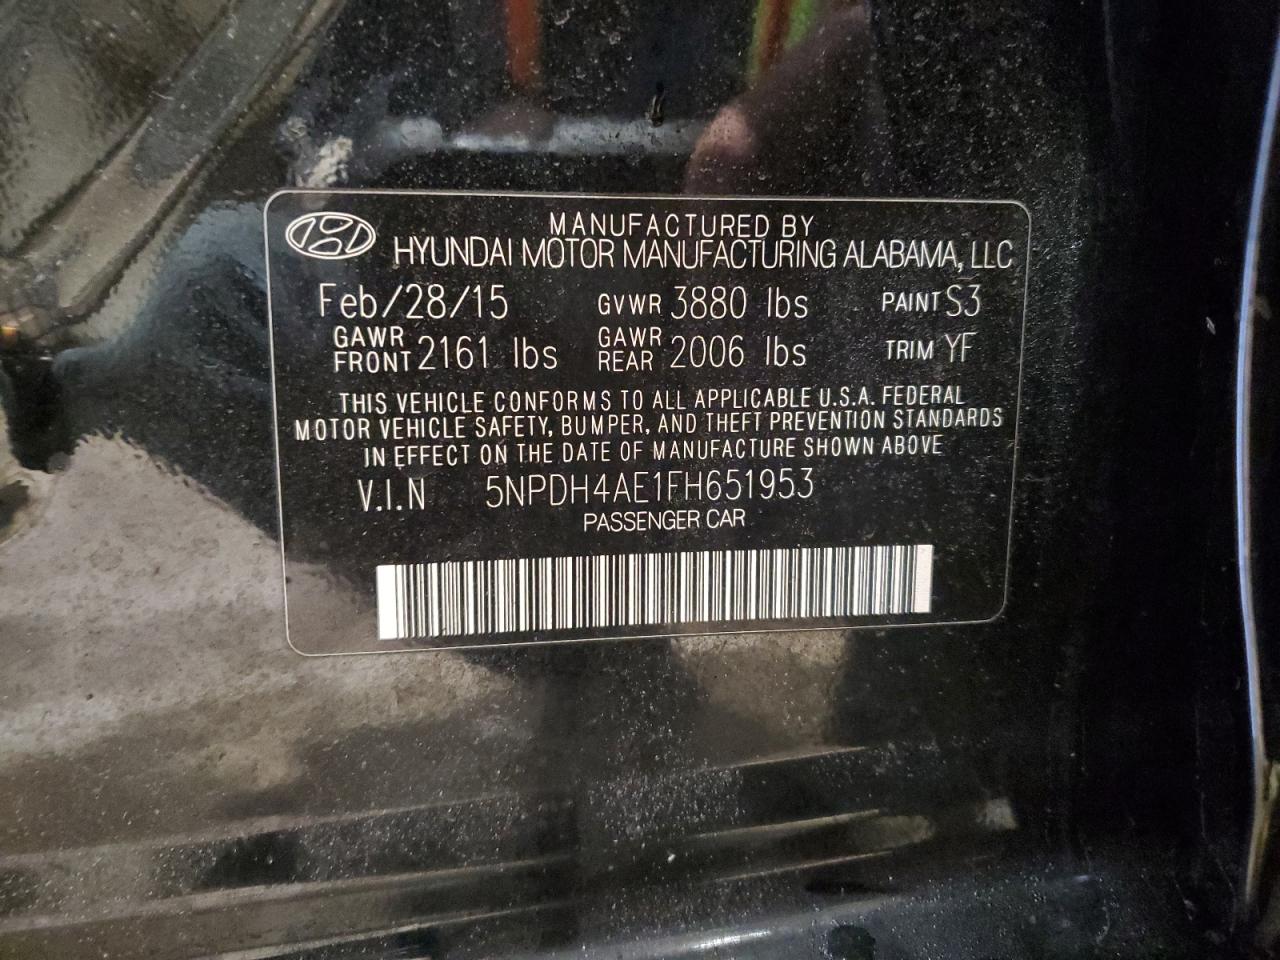 MANUFACTURED BY
HYUNDAI MOTOR MANUFACTURING ALABAMA, LLC
Feb/28/15 GVWR 3880 lbs PAINT S3
GAWR FRONT 2161 lbs GAWR REAR 2006 lbs TRIM YF
THIS VEHICLE CONFORMS TO ALL APPLICABLE U.S.A. FEDERAL
MOTOR VEHICLE SAFETY, BUMPER, AND THEFT PREVENTION STANDARDS
IN EFFECT ON THE DATE OF MANUFACTURE SHOWN ABOVE
V.I.N 5NPDH4AE1FH651953
PASSENGER CAR